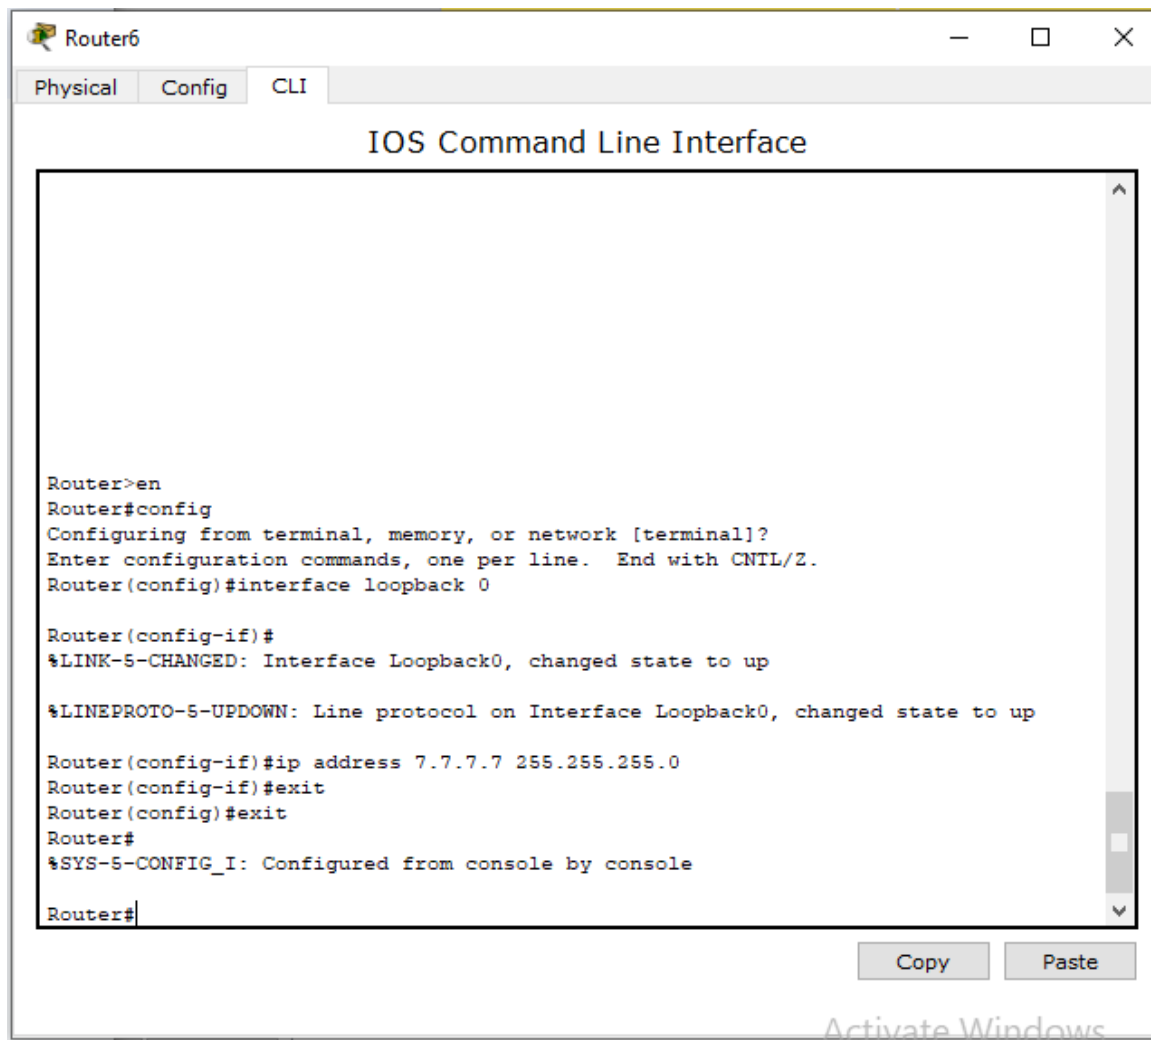 Router6
Physical Config CLI
IOS Command Line Interface
Router>en
Router#config
Configuring from terminal, memory, or network [terminal]?
Enter configuration commands, one per line.  End with CNTL/Z.
Router(config)#interface loopback 0
Router(config-if)#
%LINK-5-CHANGED: Interface Loopback0, changed state to up
%LINEPROTO-5-UPDOWN: Line protocol on Interface Loopback0, changed state to up
Router(config-if)#ip address 7.7.7.7 255.255.255.0
Router(config-if)#exit
Router(config)#exit
Router#
%SYS-5-CONFIG_I: Configured from console by console
Router#
Copy Paste
Activate Windows